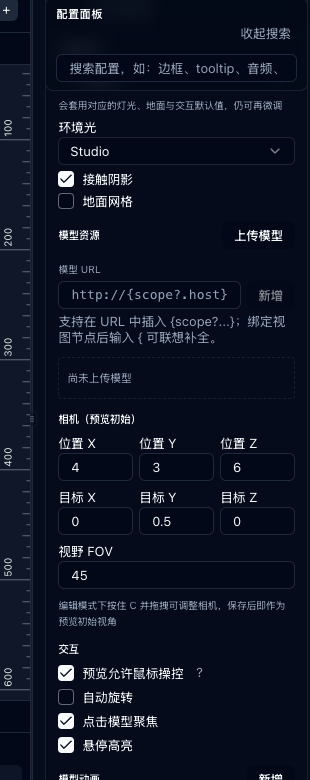 +
配置面板
收起搜索
搜索配置，如：边框、tooltip、音频、
会套用对应的灯光、地面与交互默认值，仍可再微调
环境光
Studio
接触阴影
地面网格
模型资源
上传模型
模型 URL
http://{scope?.host}
新增
支持在 URL 中插入 {scope?...}；绑定视
图节点后输入 { 可联想补全。
尚未上传模型
相机（预览初始）
位置 X 位置 Y 位置 Z
4 3 6
目标 X 目标 Y 目标 Z
0 0.5 0
视野 FOV
45
编辑模式下按住 C 并拖拽可调整相机，保存后即作为
预览初始视角
交互
预览允许鼠标操控 ?
自动旋转
点击模型聚焦
悬停高亮
模型动画
新增
100
200
300
400
500
600